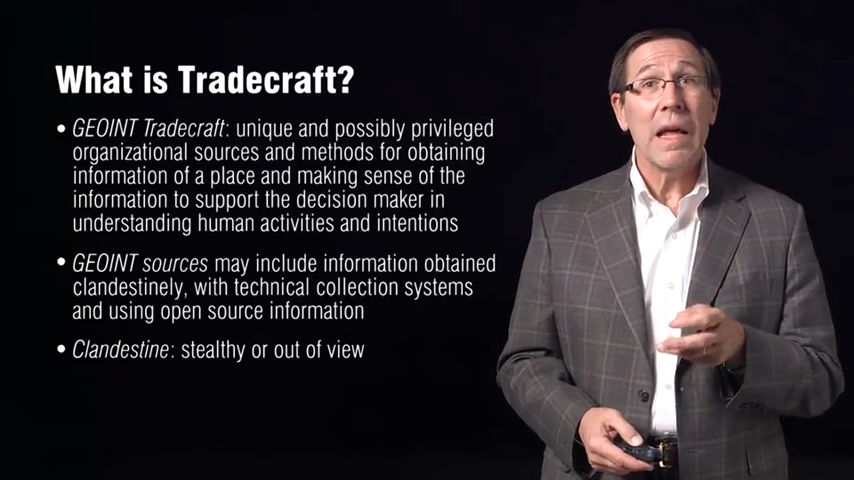 What is Tradecraft?
• GEOINT Tradecraft: unique and possibly privileged
organizational sources and methods for obtaining
information of a place and making sense of the
information to support the decision maker in
understanding human activities and intentions
• GEOINT sources may include information obtained
clandestinely, with technical collection systems
and using open source information
• Clandestine: stealthy or out of view